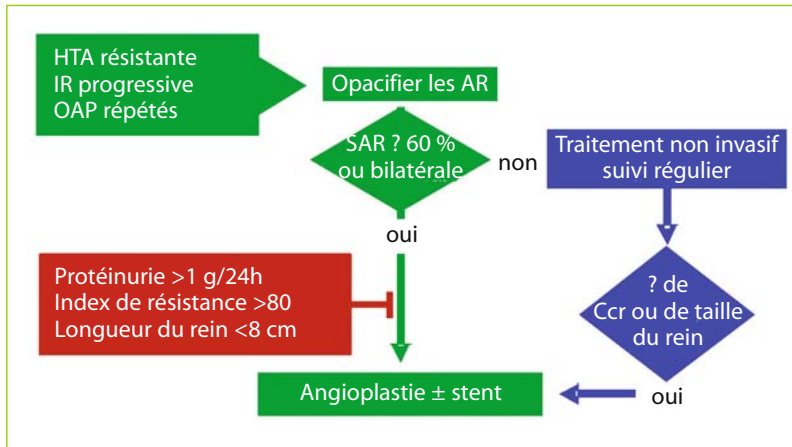 HTA résistante
IR progressive
OAP répétés
Opacifier les AR
SAR ? 60 %
ou bilatérale
non
Traitement non invasif
suivi régulier
oui
Protéinurie >1 g/24h
Index de résistance >80
Longueur du rein <8 cm
? de
Ccr ou de taille
du rein
Angioplastie ± stent
oui